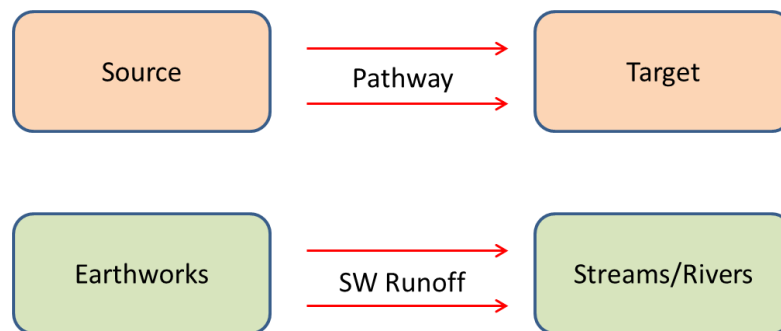 Source
Pathway
Target
Earthworks
SW Runoff
Streams/Rivers